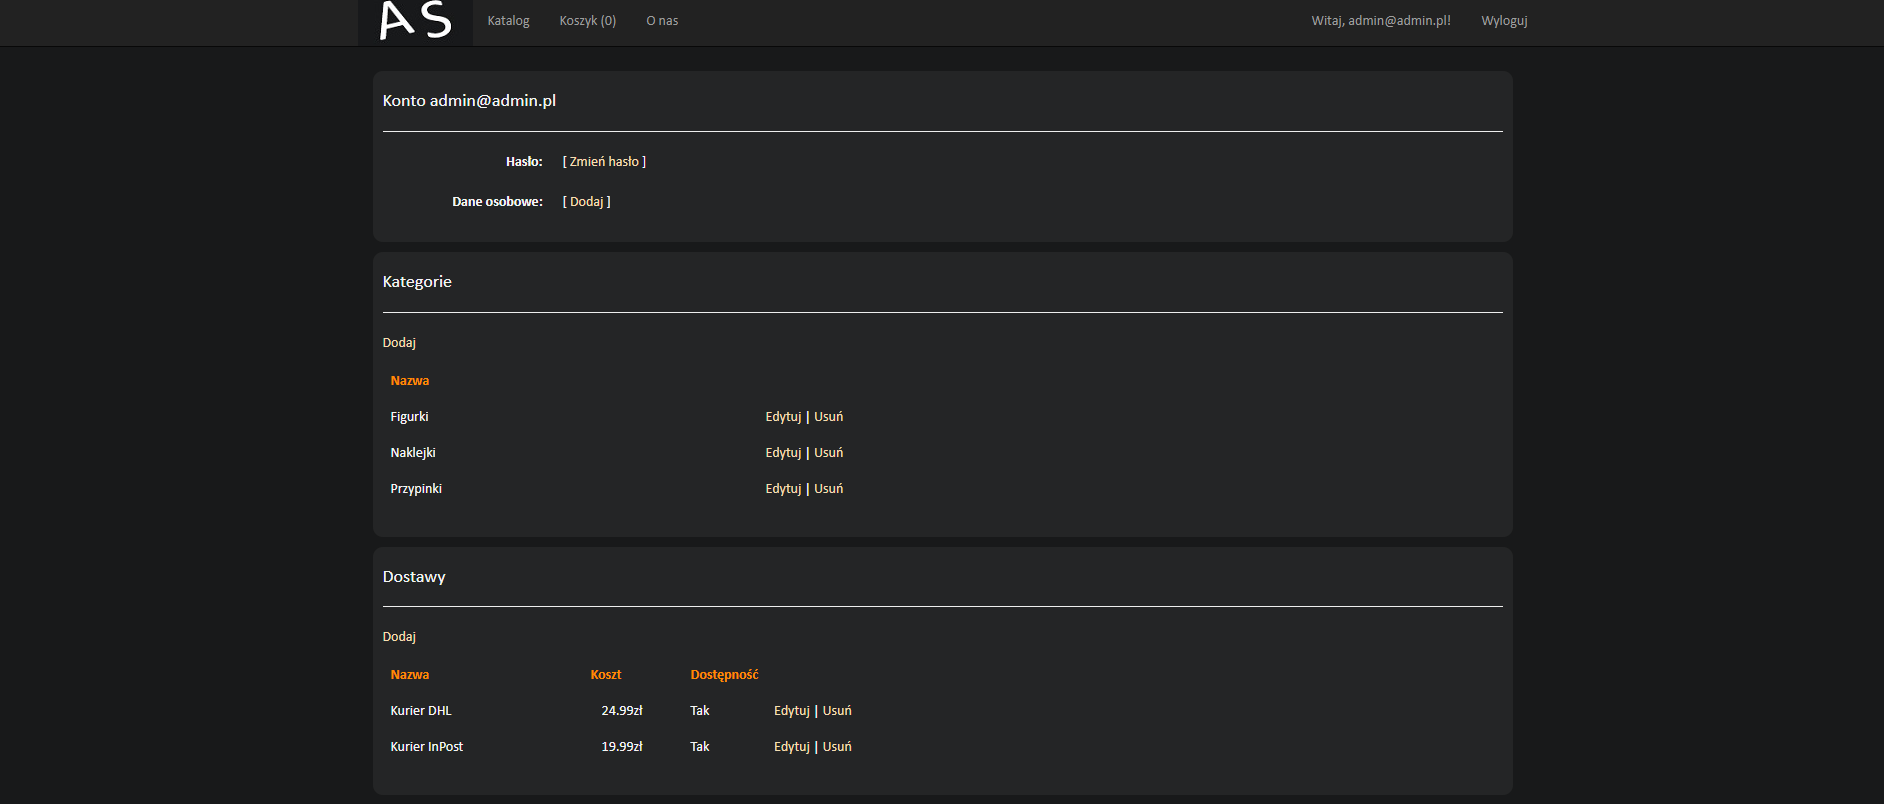 AS Katalog Koszyk (0) O nas Witaj, admin@admin.pl! Wyloguj
Konto admin@admin.pl
Hasło: [ Zmień hasło ]
Dane osobowe: [ Dodaj ]
Kategorie
Dodaj
Nazwa
Figurki Edytuj | Usuń
Naklejki Edytuj | Usuń
Przypinki Edytuj | Usuń
Dostawy
Dodaj
Nazwa Koszt Dostępność
Kurier DHL 24.99zł Tak Edytuj | Usuń
Kurier InPost 19.99zł Tak Edytuj | Usuń